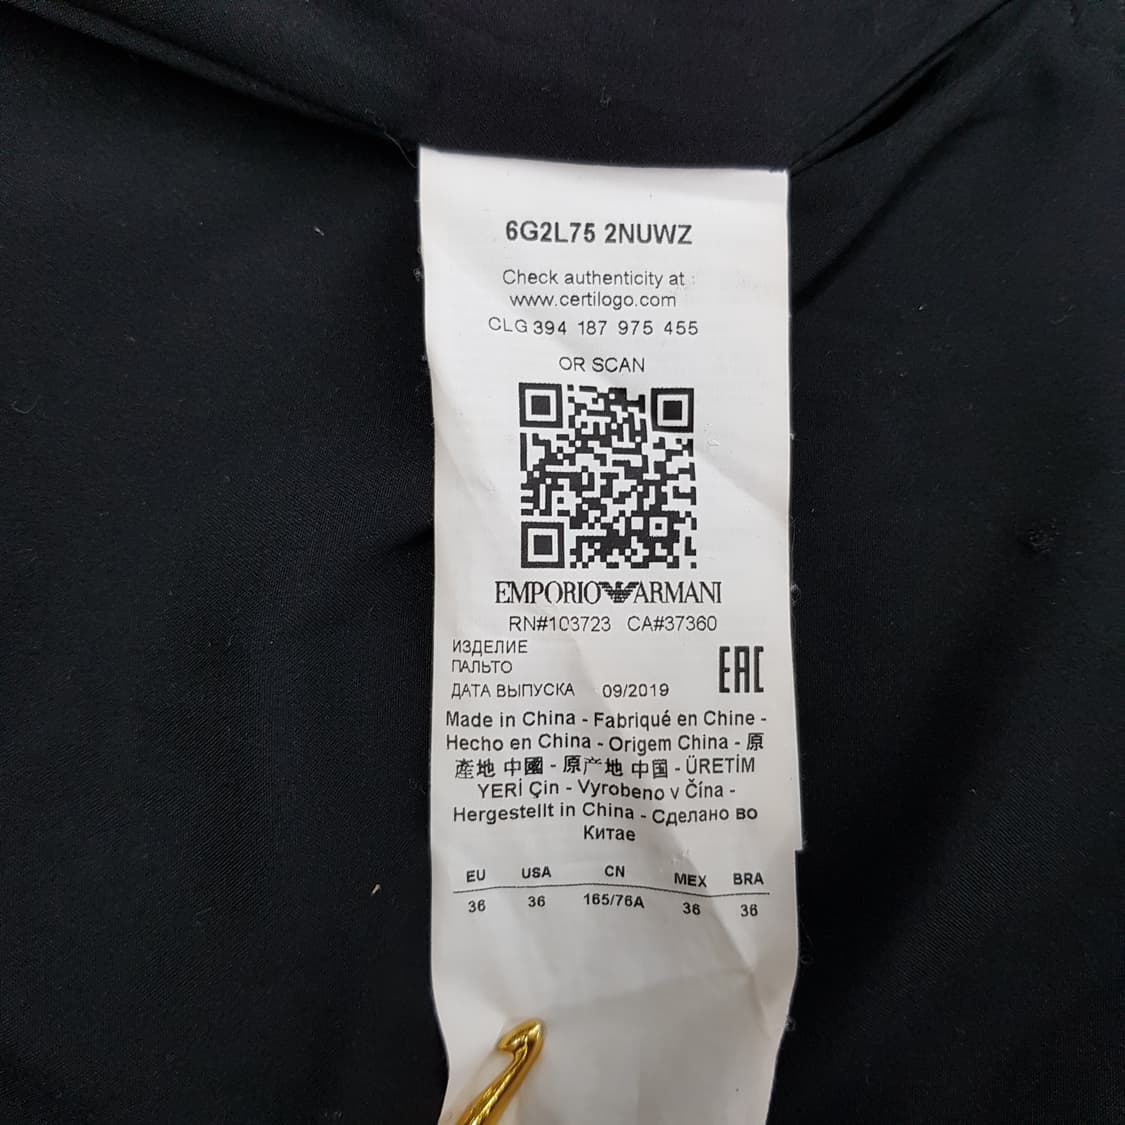 6G2L75 2NUWZ
Check authenticity at :
www.certilogo.com
CLG 394 187 975 455
OR SCAN
EMPORIO ARMANI
RN#103723 CA#37360
ИЗДЕЛИЕ
ПАЛЬТО
ДАТА ВЫПУСКА 09/2019
EAC
Made in China - Fabriqué en Chine -
Hecho en China - Origem China - 原
產地 中國 - 原产地 中国 - ÜRETİM
YERİ Çin - Vyrobeno v Čína -
Hergestellt in China - Сделано во
Китае
EU USA CN MEX BRA
36 36 165/76A 36 36